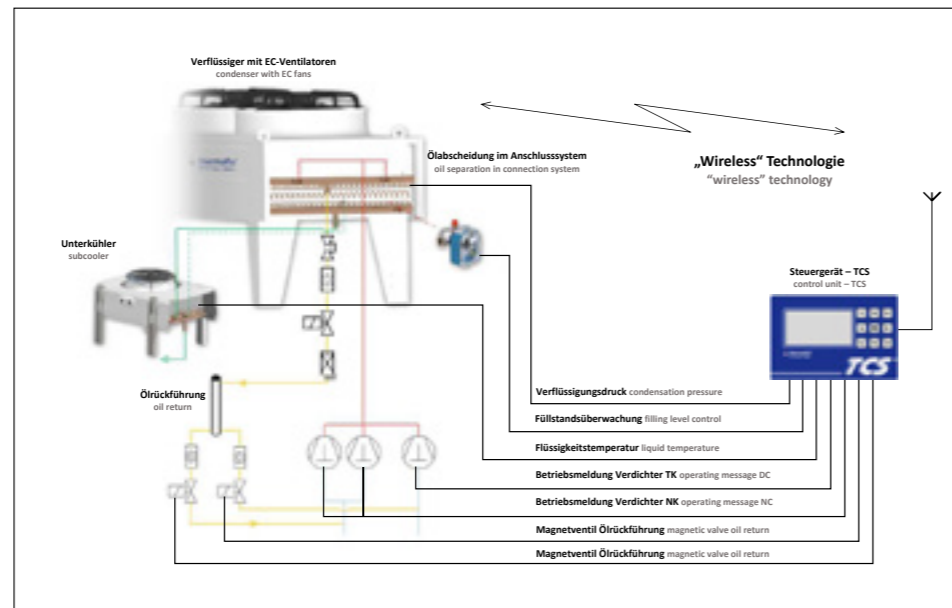 Verflüssiger mit EC-Ventilatoren
condenser with EC fans
Ölabscheidung im Anschlusssystem
oil separation in connection system
„Wireless“ Technologie
“wireless” technology
Unterkühler
subcooler
Steuergerät – TCS
control unit – TCS
TCS
Ölrückführung
oil return
Verflüssigungsdruck condensation pressure
Füllstandsüberwachung filling level control
Flüssigkeitstemperatur liquid temperature
Betriebsmeldung Verdichter TK operating message DC
Betriebsmeldung Verdichter NK operating message NC
Magnetventil Ölrückführung magnetic valve oil return
Magnetventil Ölrückführung magnetic valve oil return